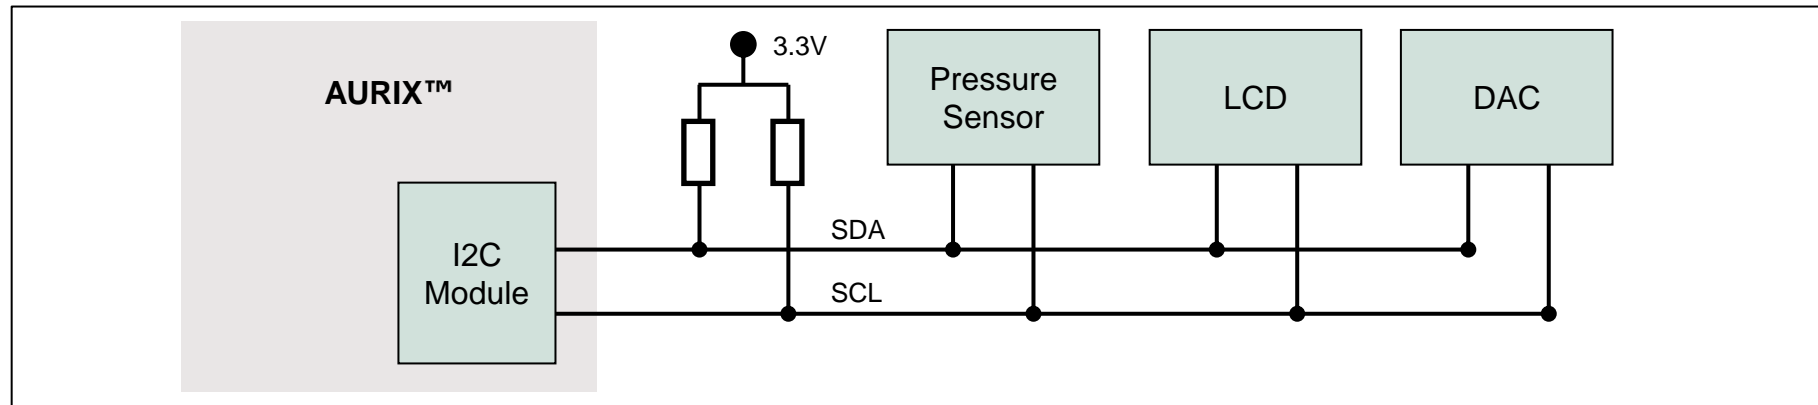 AURIX™
3.3V
Pressure
Sensor
LCD
DAC
I2C
Module
SDA
SCL